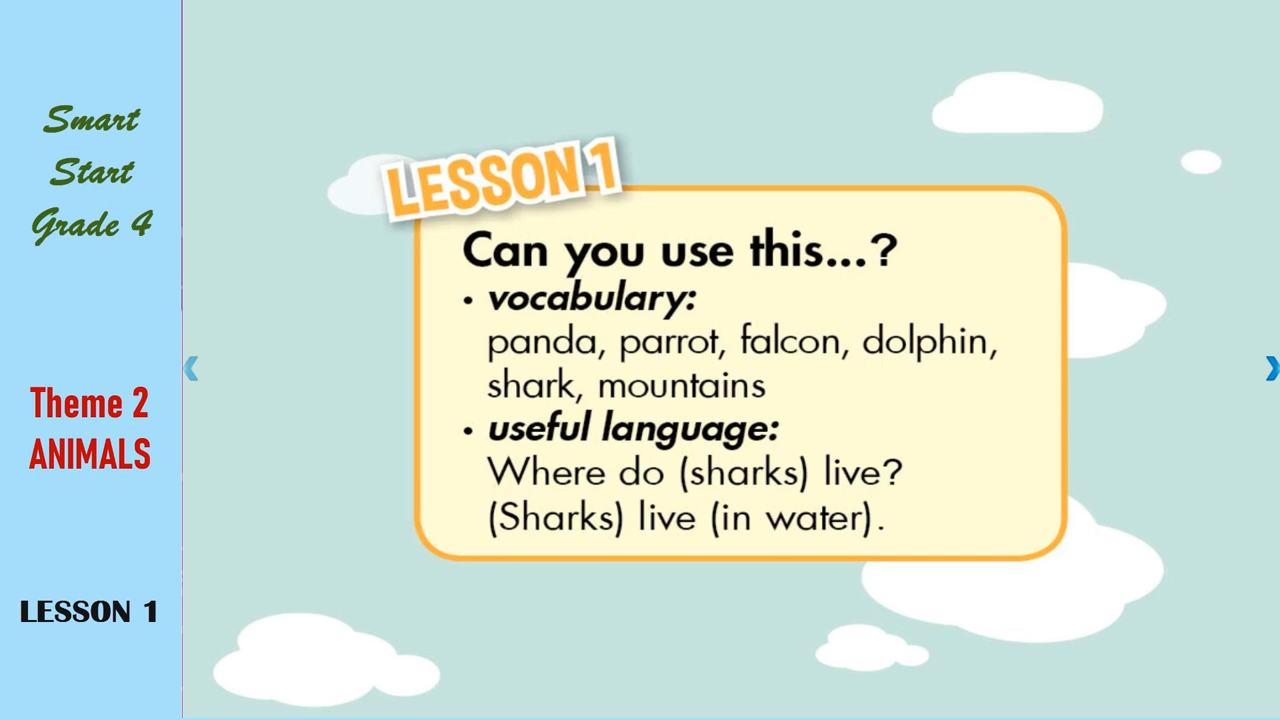 Smart
Start
Grade 4
Theme 2
ANIMALS
LESSON 1
LESSON 1
Can you use this...?
• vocabulary:
panda, parrot, falcon, dolphin,
shark, mountains
• useful language:
Where do (sharks) live?
(Sharks) live (in water).